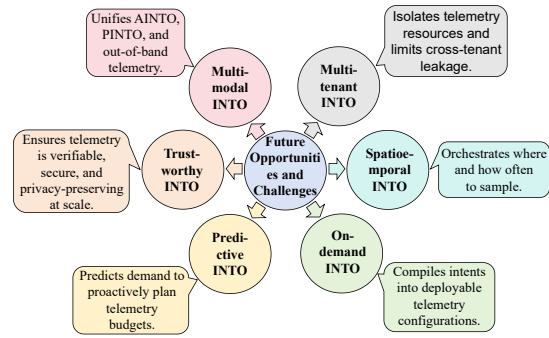 Unifies AINTO,
PINTO, and
out-of-band
telemetry.
Multi-
modal
INTO
Multi-
tenant
INTO
Isolates telemetry
resources and
limits cross-tenant
leakage.
Ensures telemetry
is verifiable,
secure, and
privacy-preserving
at scale.
Trust-
worthy
INTO
Future
Opportuniti
es and
Challenges
Spatioe-
mporal
INTO
Orchestrates where
and how often
to sample.
Predicts demand to
proactively plan
telemetry
budgets.
Predi-
ctive
INTO
On-
demand
INTO
Compiles intents
into deployable
telemetry
configurations.